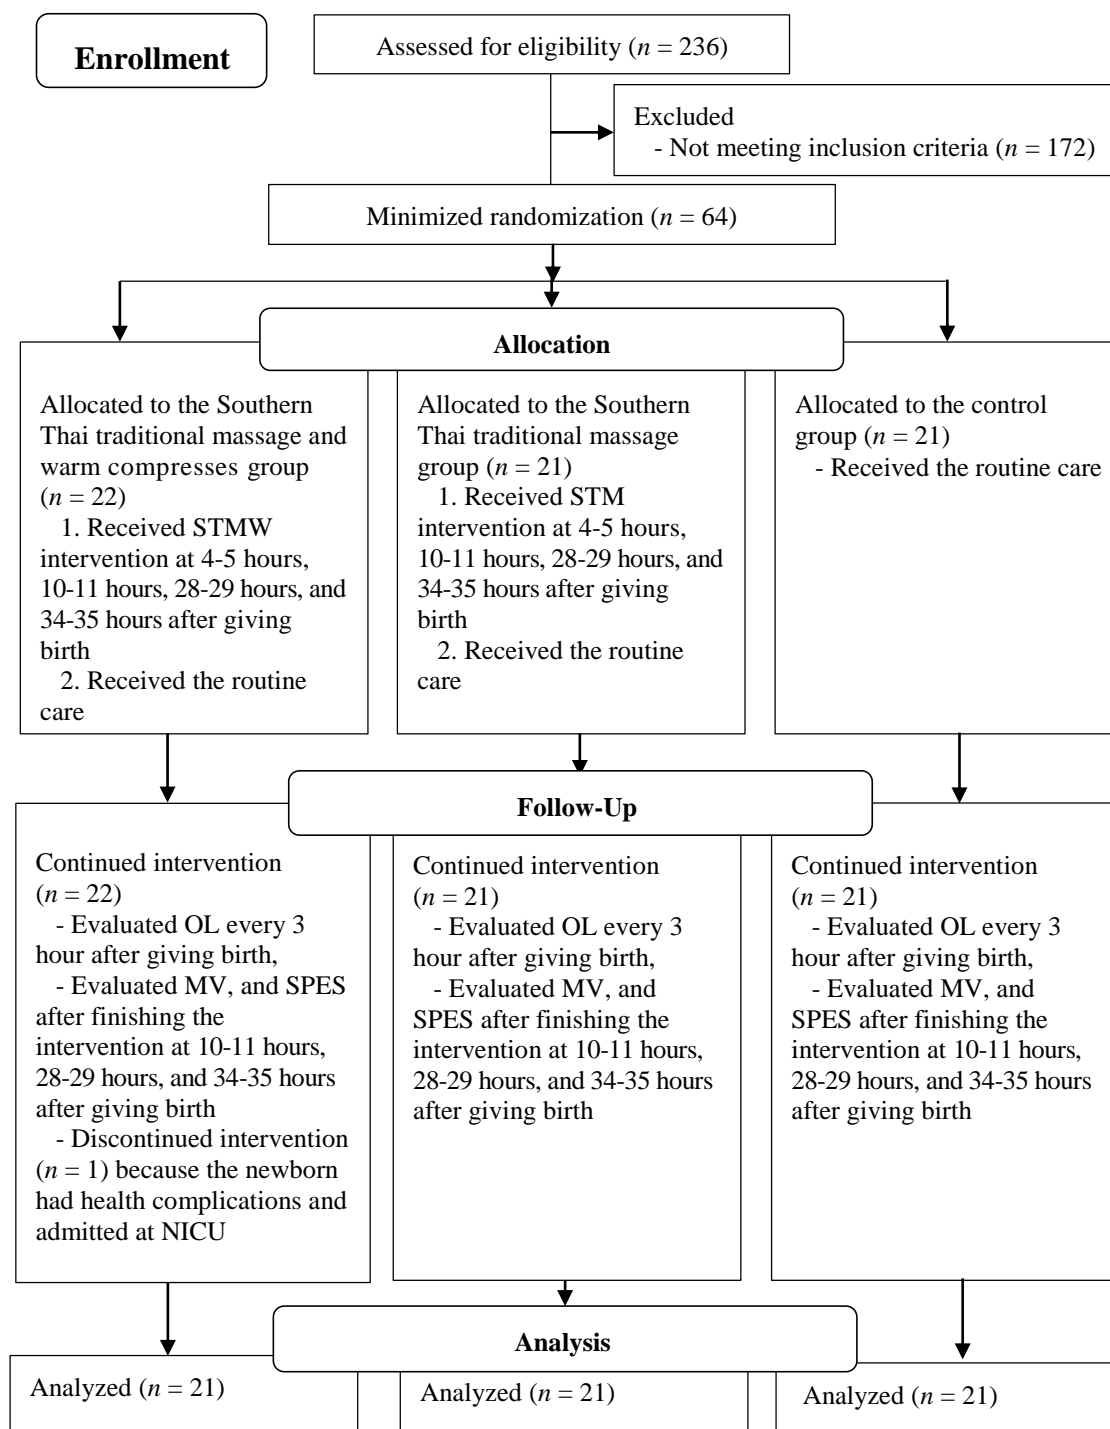 Enrollment
Assessed for eligibility (n = 236)
Excluded
- Not meeting inclusion criteria (n = 172)
Minimized randomization (n = 64)
Allocation
Allocated to the Southern
Thai traditional massage and
warm compresses group
(n = 22)
1. Received STMW
intervention at 4-5 hours,
10-11 hours, 28-29 hours, and
34-35 hours after giving
birth
2. Received the routine
care
Allocated to the Southern
Thai traditional massage
group (n = 21)
1. Received STM
intervention at 4-5 hours,
10-11 hours, 28-29 hours, and
34-35 hours after giving
birth
2. Received the routine
care
Allocated to the control
group (n = 21)
- Received the routine care
Follow-Up
Continued intervention
(n = 22)
- Evaluated OL every 3
hour after giving birth,
- Evaluated MV, and SPES
after finishing the
intervention at 10-11 hours,
28-29 hours, and 34-35 hours
after giving birth
- Discontinued intervention
(n = 1) because the newborn
had health complications and
admitted at NICU
Continued intervention
(n = 21)
- Evaluated OL every 3
hour after giving birth,
- Evaluated MV, and
SPES after finishing the
intervention at 10-11 hours,
28-29 hours, and 34-35 hours
after giving birth
Continued intervention
(n = 21)
- Evaluated OL every 3
hour after giving birth,
- Evaluated MV, and
SPES after finishing the
intervention at 10-11 hours,
28-29 hours, and 34-35 hours
after giving birth
Analysis
Analyzed (n = 21)
Analyzed (n = 21)
Analyzed (n = 21)